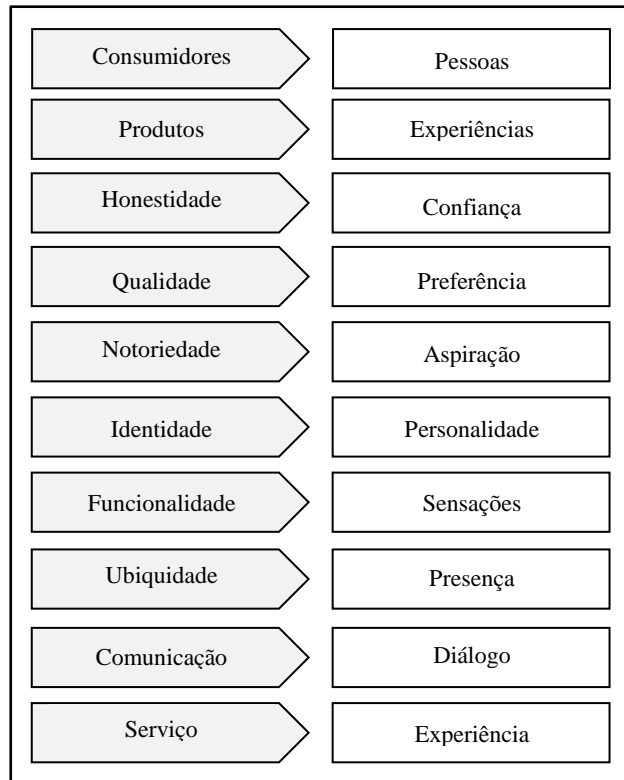 Consumidores
Pessoas
Produtos
Experiências
Honestidade
Confiança
Qualidade
Preferência
Notoriedade
Aspiração
Identidade
Personalidade
Funcionalidade
Sensações
Ubiquidade
Presença
Comunicação
Diálogo
Serviço
Experiência